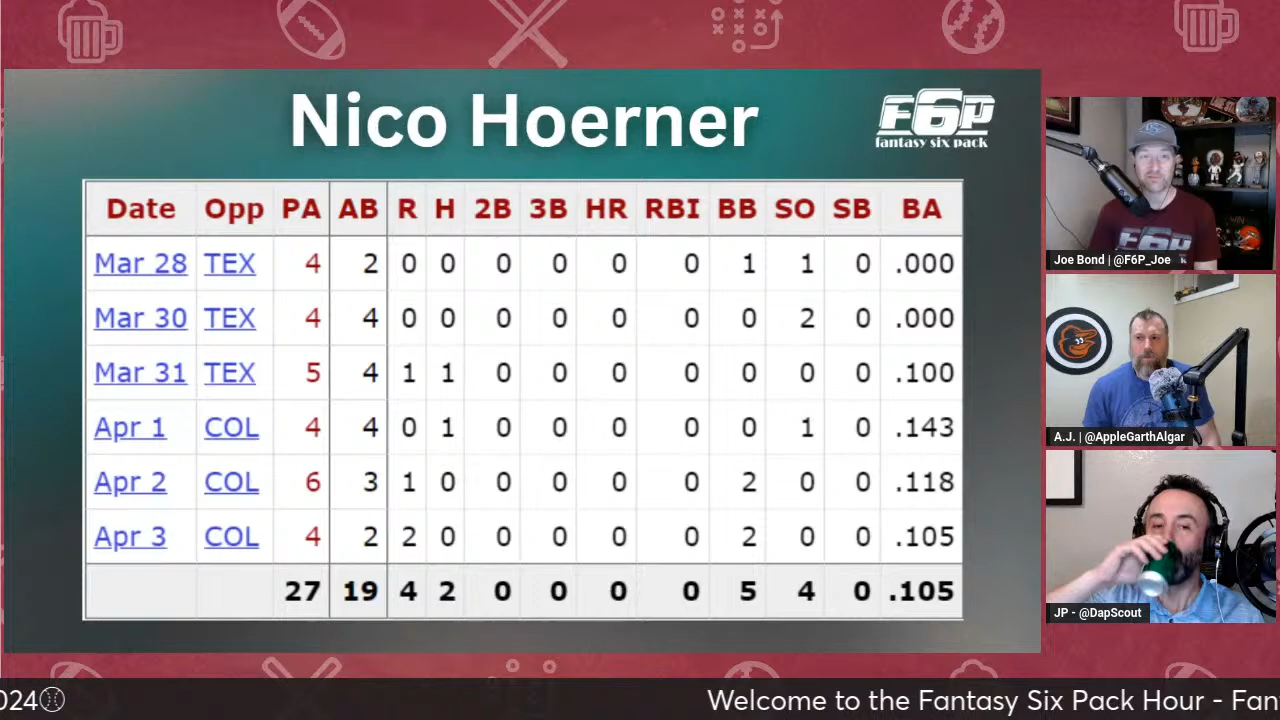 Nico Hoerner
F6P
fantasy six pack
Date Opp PA AB R H 2B 3B HR RBI BB SO SB BA
Mar 28 TEX 4 2 0 0 0 0 0 0 1 1 0 .000
Mar 30 TEX 4 4 0 0 0 0 0 0 0 2 0 .000
Mar 31 TEX 5 4 1 1 0 0 0 0 0 0 0 .100
Apr 1 COL 4 4 0 1 0 0 0 0 0 1 0 .143
Apr 2 COL 6 3 1 0 0 0 0 0 2 0 0 .118
Apr 3 COL 4 2 2 0 0 0 0 0 2 0 0 .105
27 19 4 2 0 0 0 0 5 4 0 .105
F6P
Joe Bond | @F6P_Joe
A.J. | @AppleGarthAlgar
JP - @DapScout
024 Welcome to the Fantasy Six Pack Hour - Fan